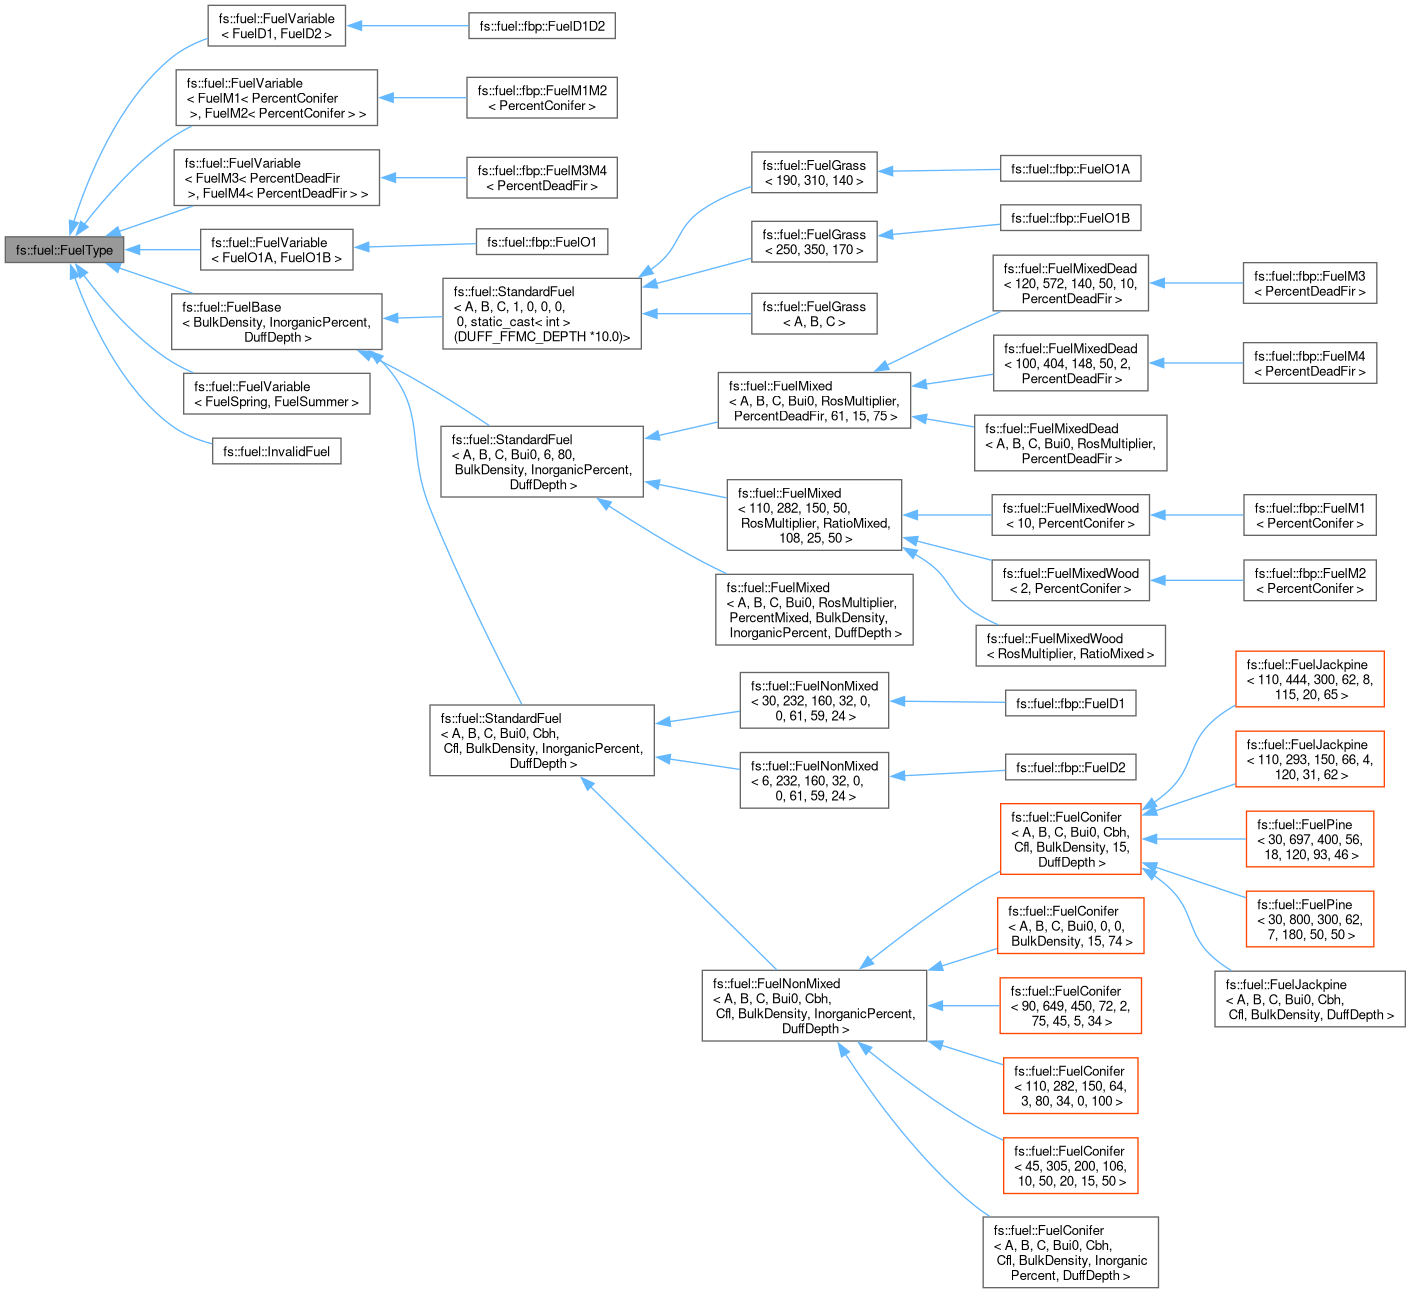 fs::fuel::FuelType
fs::fuel::FuelVariable
< FuelD1, FuelD2 >
fs::fuel::fbp::FuelD1D2
fs::fuel::FuelVariable
< FuelM1< PercentConifer
>, FuelM2< PercentConifer > >
fs::fuel::fbp::FuelM1M2
< PercentConifer >
fs::fuel::FuelVariable
< FuelM3< PercentDeadFir
>, FuelM4< PercentDeadFir > >
fs::fuel::fbp::FuelM3M4
< PercentDeadFir >
fs::fuel::FuelVariable
< FuelO1A, FuelO1B >
fs::fuel::fbp::FuelO1
fs::fuel::FuelBase
< BulkDensity, InorganicPercent,
DuffDepth >
fs::fuel::FuelVariable
< FuelSpring, FuelSummer >
fs::fuel::InvalidFuel
fs::fuel::StandardFuel
< A, B, C, 1, 0, 0, 0,
0, static_cast< int >
(DUFF_FFMC_DEPTH *10.0)>
fs::fuel::FuelGrass
< 190, 310, 140 >
fs::fuel::fbp::FuelO1A
fs::fuel::FuelGrass
< 250, 350, 170 >
fs::fuel::fbp::FuelO1B
fs::fuel::FuelGrass
< A, B, C >
fs::fuel::StandardFuel
< A, B, C, Bui0, 6, 80,
BulkDensity, InorganicPercent,
DuffDepth >
fs::fuel::FuelMixed
< A, B, C, Bui0, RosMultiplier,
PercentDeadFir, 61, 15, 75 >
fs::fuel::FuelMixedDead
< 120, 572, 140, 50, 10,
PercentDeadFir >
fs::fuel::fbp::FuelM3
< PercentDeadFir >
fs::fuel::FuelMixedDead
< 100, 404, 148, 50, 2,
PercentDeadFir >
fs::fuel::fbp::FuelM4
< PercentDeadFir >
fs::fuel::FuelMixedDead
< A, B, C, Bui0, RosMultiplier,
PercentDeadFir >
fs::fuel::FuelMixed
< 110, 282, 150, 50,
RosMultiplier, RatioMixed,
108, 25, 50 >
fs::fuel::FuelMixedWood
< 10, PercentConifer >
fs::fuel::fbp::FuelM1
< PercentConifer >
fs::fuel::FuelMixedWood
< 2, PercentConifer >
fs::fuel::fbp::FuelM2
< PercentConifer >
fs::fuel::FuelMixedWood
< RosMultiplier, RatioMixed >
fs::fuel::FuelMixed
< A, B, C, Bui0, RosMultiplier,
PercentMixed, BulkDensity,
InorganicPercent, DuffDepth >
fs::fuel::StandardFuel
< A, B, C, Bui0, Cbh,
Cfl, BulkDensity, InorganicPercent,
DuffDepth >
fs::fuel::FuelNonMixed
< 30, 232, 160, 32, 0,
0, 61, 59, 24 >
fs::fuel::fbp::FuelD1
fs::fuel::FuelNonMixed
< 6, 232, 160, 32, 0,
0, 61, 59, 24 >
fs::fuel::fbp::FuelD2
fs::fuel::FuelNonMixed
< A, B, C, Bui0, Cbh,
Cfl, BulkDensity, InorganicPercent,
DuffDepth >
fs::fuel::FuelConifer
< A, B, C, Bui0, Cbh,
Cfl, BulkDensity, 15,
DuffDepth >
fs::fuel::FuelJackpine
< 110, 444, 300, 62, 8,
115, 20, 65 >
fs::fuel::FuelJackpine
< 110, 293, 150, 66, 4,
120, 31, 62 >
fs::fuel::FuelPine
< 30, 697, 400, 56,
18, 120, 93, 46 >
fs::fuel::FuelPine
< 30, 800, 300, 62,
7, 180, 50, 50 >
fs::fuel::FuelJackpine
< A, B, C, Bui0, Cbh,
Cfl, BulkDensity, DuffDepth >
fs::fuel::FuelConifer
< A, B, C, Bui0, 0, 0,
BulkDensity, 15, 74 >
fs::fuel::FuelConifer
< 90, 649, 450, 72, 2,
75, 45, 5, 34 >
fs::fuel::FuelConifer
< 110, 282, 150, 64,
3, 80, 34, 0, 100 >
fs::fuel::FuelConifer
< 45, 305, 200, 106,
10, 50, 20, 15, 50 >
fs::fuel::FuelConifer
< A, B, C, Bui0, Cbh,
Cfl, BulkDensity, Inorganic
Percent, DuffDepth >